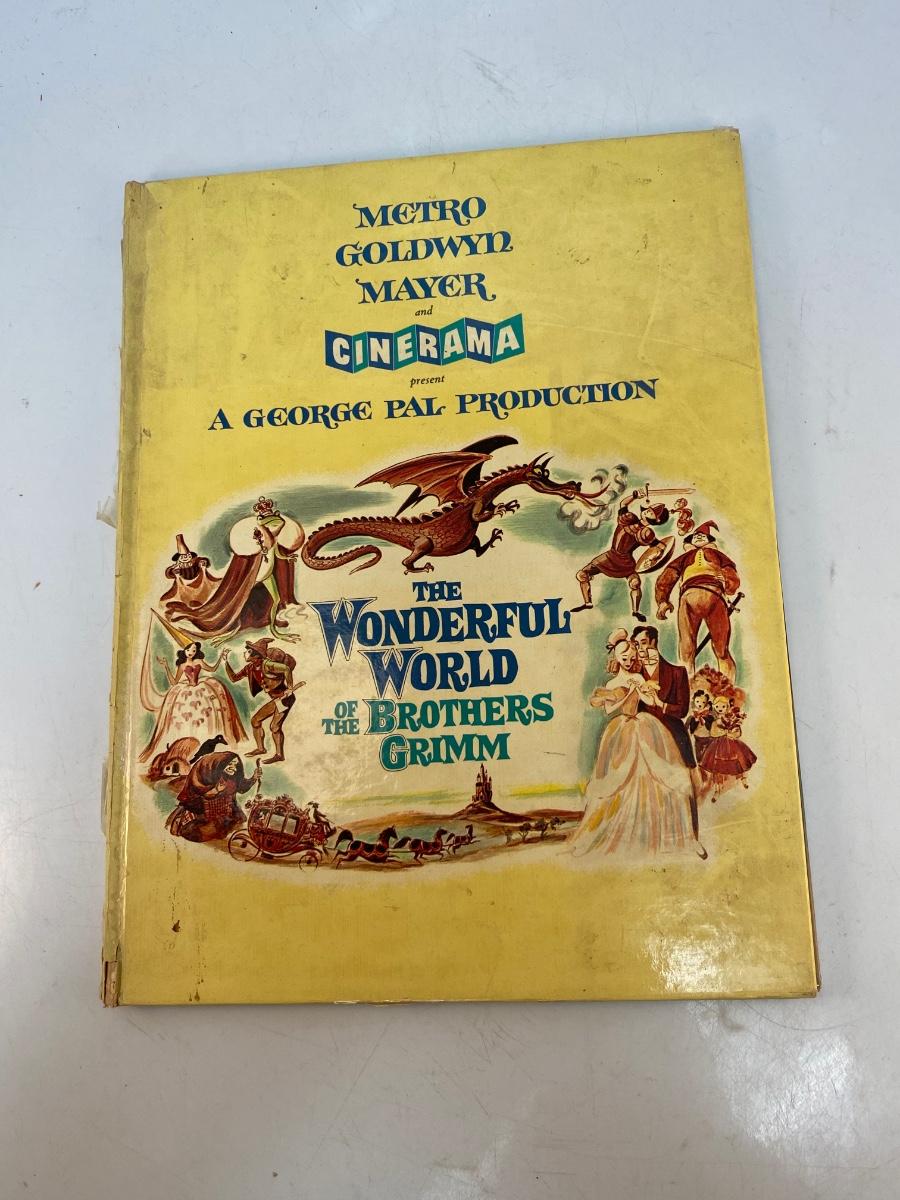 METRO
GOLDWYN
MAYER
and
CINERAMA
present
A GEORGE PAL PRODUCTION
THE
WONDERFUL
WORLD
OF THE BROTHERS
GRIMM